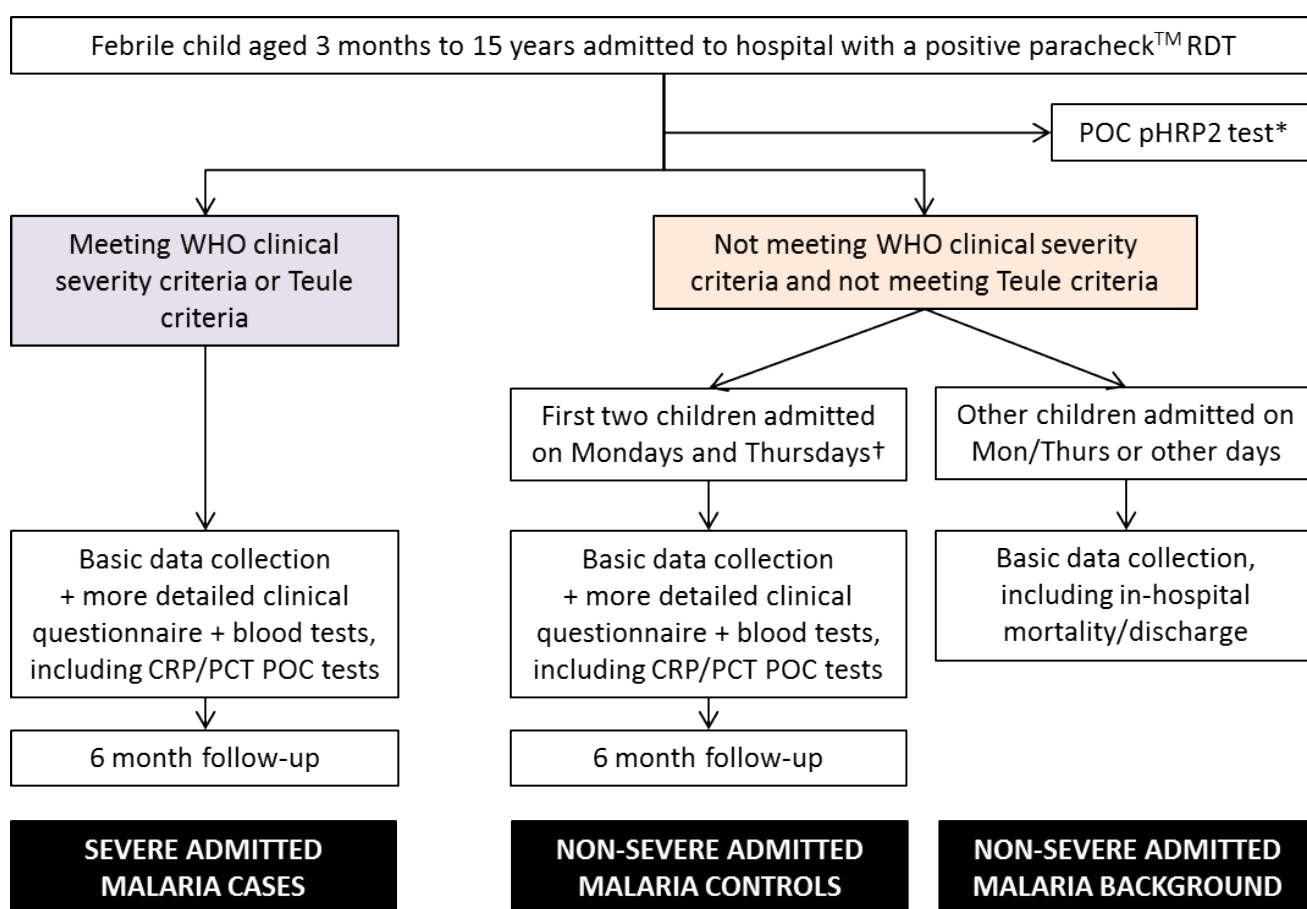 Febrile child aged 3 months to 15 years admitted to hospital with a positive paracheck™ RDT
POC pHRP2 test*
Meeting WHO clinical
severity criteria or Teule
criteria
Not meeting WHO clinical severity
criteria and not meeting Teule criteria
First two children admitted
on Mondays and Thursdays†
Other children admitted on
Mon/Thurs or other days
Basic data collection
+ more detailed clinical
questionnaire + blood tests,
including CRP/PCT POC tests
Basic data collection
+ more detailed clinical
questionnaire + blood tests,
including CRP/PCT POC tests
Basic data collection,
including in-hospital
mortality/discharge
6 month follow-up
6 month follow-up
SEVERE ADMITTED
MALARIA CASES
NON-SEVERE ADMITTED
MALARIA CONTROLS
NON-SEVERE ADMITTED
MALARIA BACKGROUND